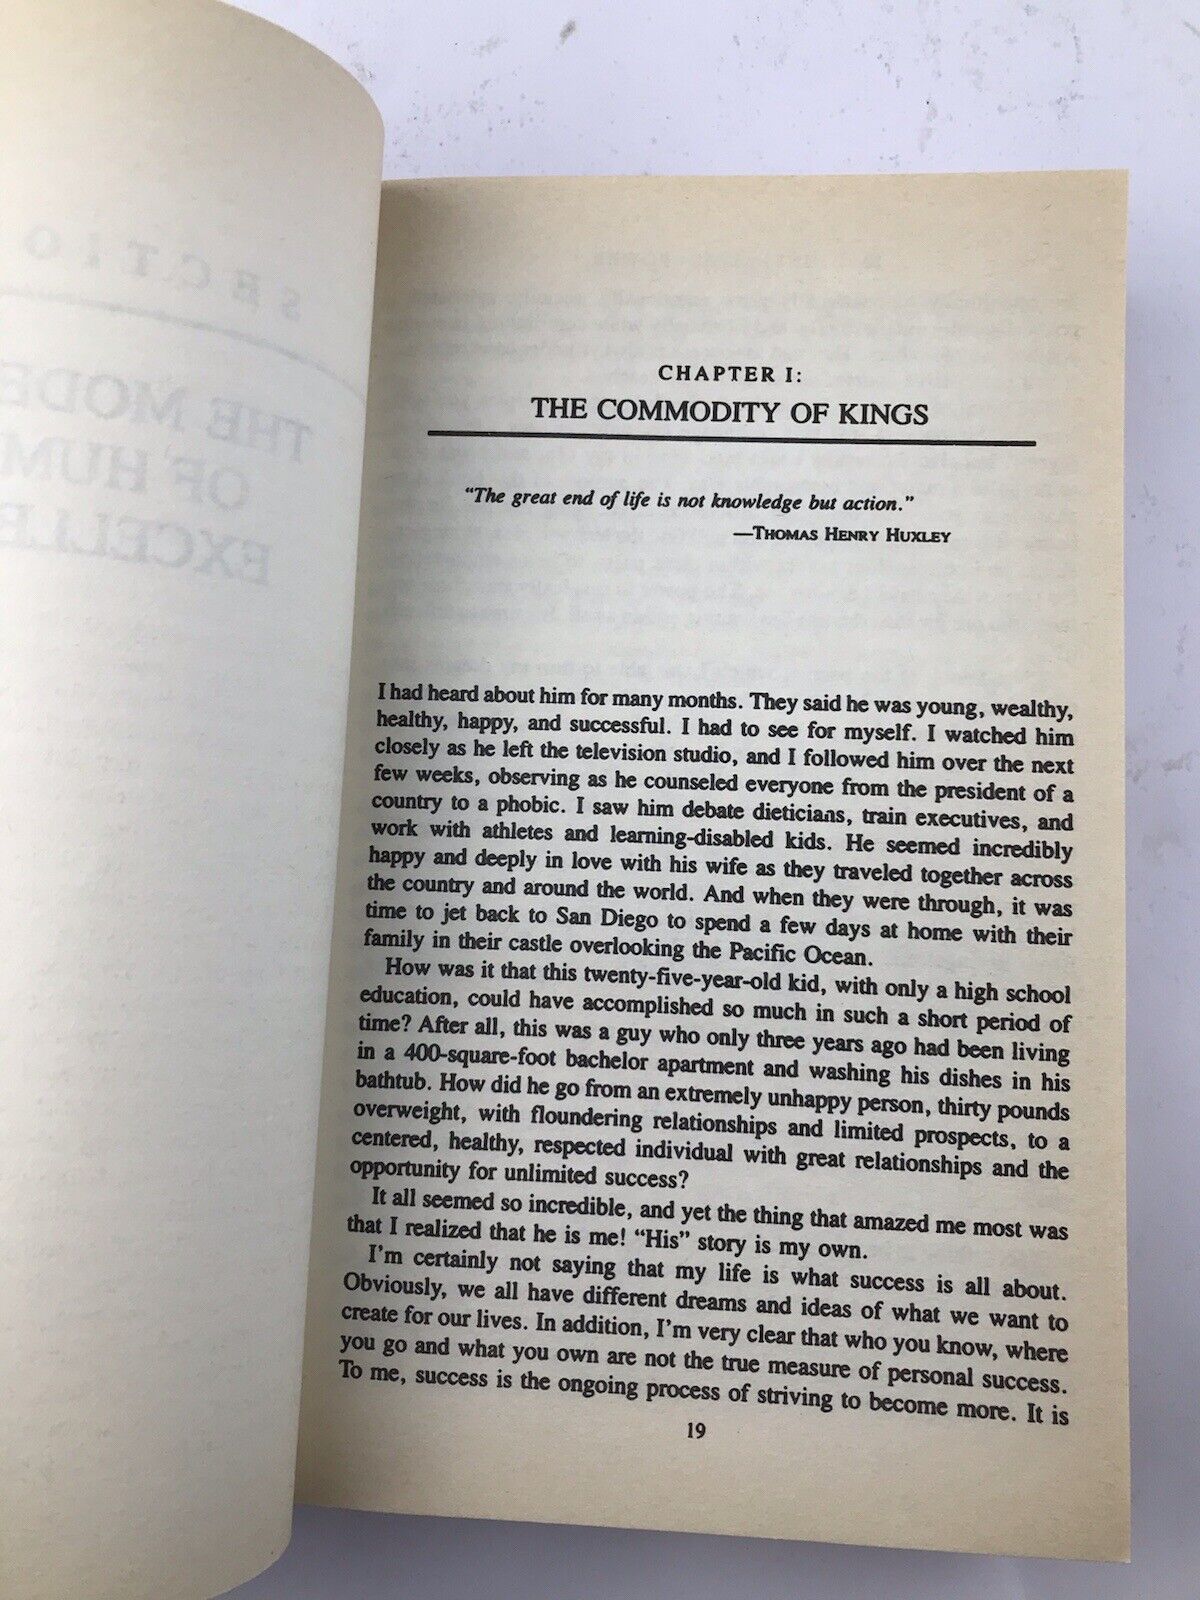 SECTIO
THE MODE
OF HUM
EXCELLE
CHAPTER I:
THE COMMODITY OF KINGS
“The great end of life is not knowledge but action.”
—THOMAS HENRY HUXLEY
I had heard about him for many months. They said he was young, wealthy,
healthy, happy, and successful. I had to see for myself. I watched him
closely as he left the television studio, and I followed him over the next
few weeks, observing as he counseled everyone from the president of a
country to a phobic. I saw him debate dieticians, train executives, and
work with athletes and learning-disabled kids. He seemed incredibly
happy and deeply in love with his wife as they traveled together across
the country and around the world. And when they were through, it was
time to jet back to San Diego to spend a few days at home with their
family in their castle overlooking the Pacific Ocean.
How was it that this twenty-five-year-old kid, with only a high school
education, could have accomplished so much in such a short period of
time? After all, this was a guy who only three years ago had been living
in a 400-square-foot bachelor apartment and washing his dishes in his
bathtub. How did he go from an extremely unhappy person, thirty pounds
overweight, with floundering relationships and limited prospects, to a
centered, healthy, respected individual with great relationships and the
opportunity for unlimited success?
It all seemed so incredible, and yet the thing that amazed me most was
that I realized that he is me! “His” story is my own.
I’m certainly not saying that my life is what success is all about.
Obviously, we all have different dreams and ideas of what we want to
create for our lives. In addition, I’m very clear that who you know, where
you go and what you own are not the true measure of personal success.
To me, success is the ongoing process of striving to become more. It is
19